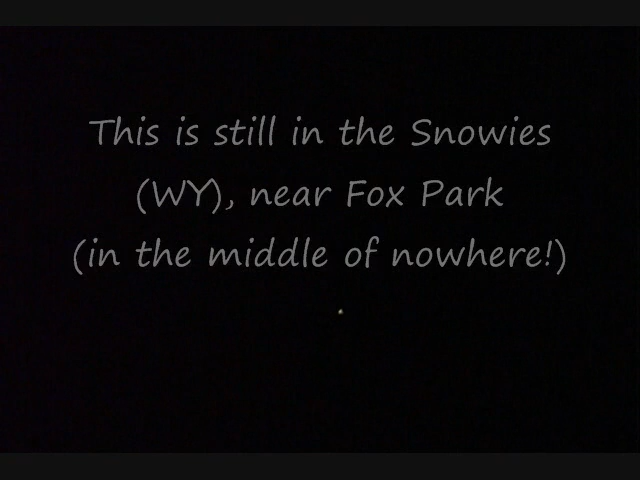 This is still in the Snowies
(WY), near Fox Park
(in the middle of nowhere!)